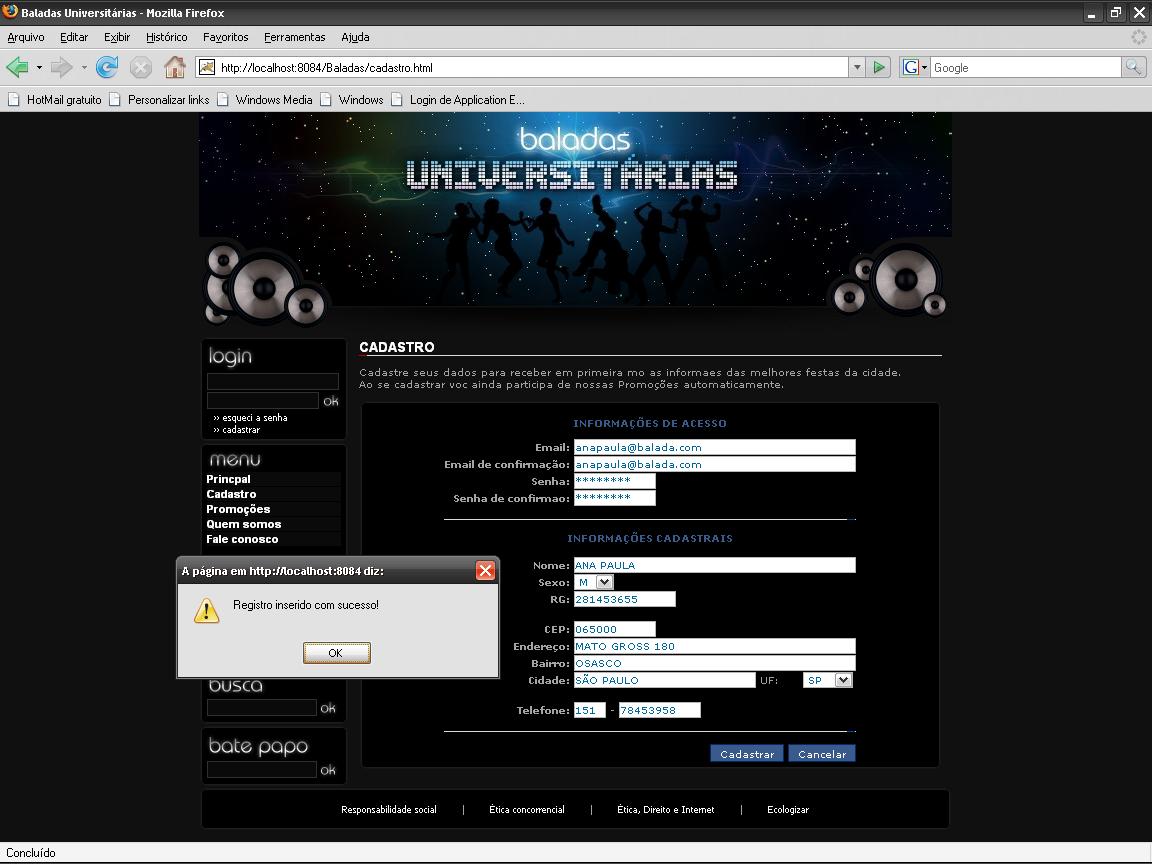 Baladas Universitárias - Mozilla Firefox
Arquivo Editar Exibir Histórico Favoritos Ferramentas Ajuda
http://localhost:8084/Baladas/cadastro.html
G Google
HotMail gratuito Personalizar links Windows Media Windows Login de Application E...
baladas
UNIVERSITÁRIAS
login
ok
›› esqueci a senha
›› cadastrar
menu
Princpal
Cadastro
Promoções
Quem somos
Fale conosco
CADASTRO
Cadastre seus dados para receber em primeira mo as informaes das melhores festas da cidade.
Ao se cadastrar voc ainda participa de nossas Promoções automaticamente.
INFORMAÇÕES DE ACESSO
Email: anapaula@balada.com
Email de confirmação: anapaula@balada.com
Senha: ********
Senha de confirmao: ********
INFORMAÇÕES CADASTRAIS
Nome: ANA PAULA
Sexo: M
RG: 281453655
CEP: 065000
Endereço: MATO GROSS 180
Bairro: OSASCO
Cidade: SÃO PAULO UF: SP
Telefone: 151 - 78453958
Cadastrar Cancelar
A página em http://localhost:8084 diz:
Registro inserido com sucesso!
OK
busca
ok
bate papo
ok
Responsabilidade social | Ética concorrencial | Ética, Direito e Internet | Ecologizar
Concluído